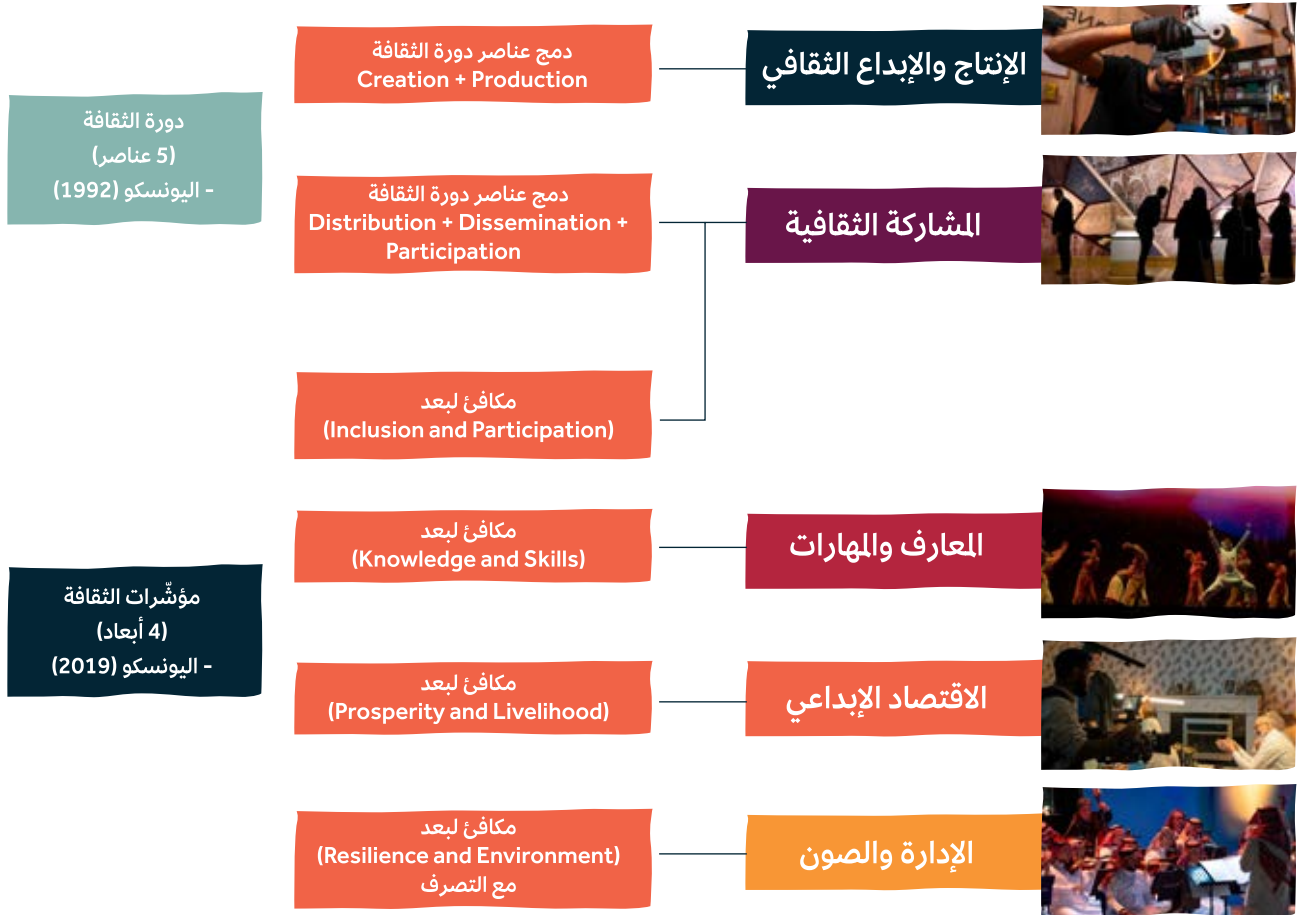 الإنتاج والإبداع الثقافي
دمج عناصر دورة الثقافة
Creation + Production
دورة الثقافة
(5 عناصر)
- اليونسكو (1992)
المشاركة الثقافية
دمج عناصر دورة الثقافة
Distribution + Dissemination +
Participation
مكافئ لبعد
(Inclusion and Participation)
المعارف والمهارات
مكافئ لبعد
(Knowledge and Skills)
مؤشّرات الثقافة
(4 أبعاد)
- اليونسكو (2019)
الاقتصاد الإبداعي
مكافئ لبعد
(Prosperity and Livelihood)
الإدارة والصون
مكافئ لبعد
(Resilience and Environment)
مع التصرف